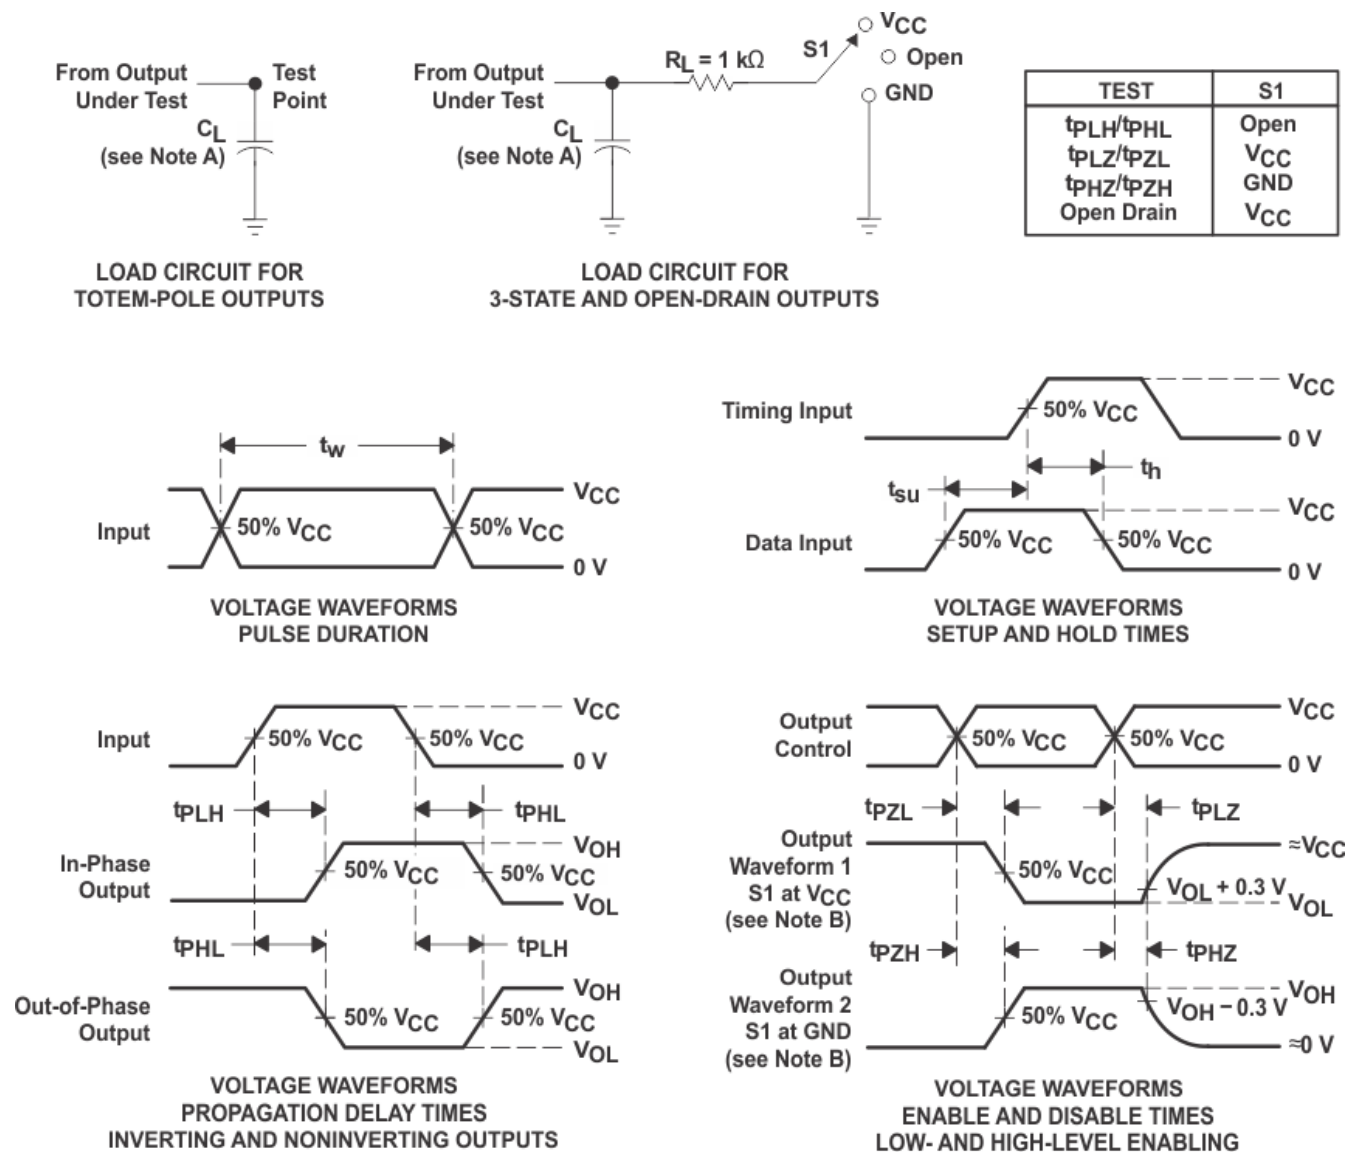 From Output
Under Test
Test
Point
CL
(see Note A)
LOAD CIRCUIT FOR
TOTEM-POLE OUTPUTS
From Output
Under Test
RL = 1 kΩ
S1
VCC
Open
GND
CL
(see Note A)
LOAD CIRCUIT FOR
3-STATE AND OPEN-DRAIN OUTPUTS
TEST S1
tPLH/tPHL Open
tPLZ/tPZL VCC
tPHZ/tPZH GND
Open Drain VCC
tw
Input
50% VCC
50% VCC
VCC
0 V
VOLTAGE WAVEFORMS
PULSE DURATION
Timing Input
50% VCC
VCC
0 V
tsu
th
Data Input
50% VCC
50% VCC
VCC
0 V
VOLTAGE WAVEFORMS
SETUP AND HOLD TIMES
Input
50% VCC
50% VCC
VCC
0 V
tPLH
tPHL
In-Phase
Output
50% VCC
50% VCC
VOH
VOL
tPHL
tPLH
Out-of-Phase
Output
50% VCC
50% VCC
VOH
VOL
VOLTAGE WAVEFORMS
PROPAGATION DELAY TIMES
INVERTING AND NONINVERTING OUTPUTS
Output
Control
50% VCC
50% VCC
VCC
0 V
tPZL
tPLZ
Output
Waveform 1
S1 at VCC
(see Note B)
50% VCC
VOL + 0.3 V
≈VCC
VOL
tPZH
tPHZ
Output
Waveform 2
S1 at GND
(see Note B)
50% VCC
VOH − 0.3 V
VOH
≈0 V
VOLTAGE WAVEFORMS
ENABLE AND DISABLE TIMES
LOW- AND HIGH-LEVEL ENABLING